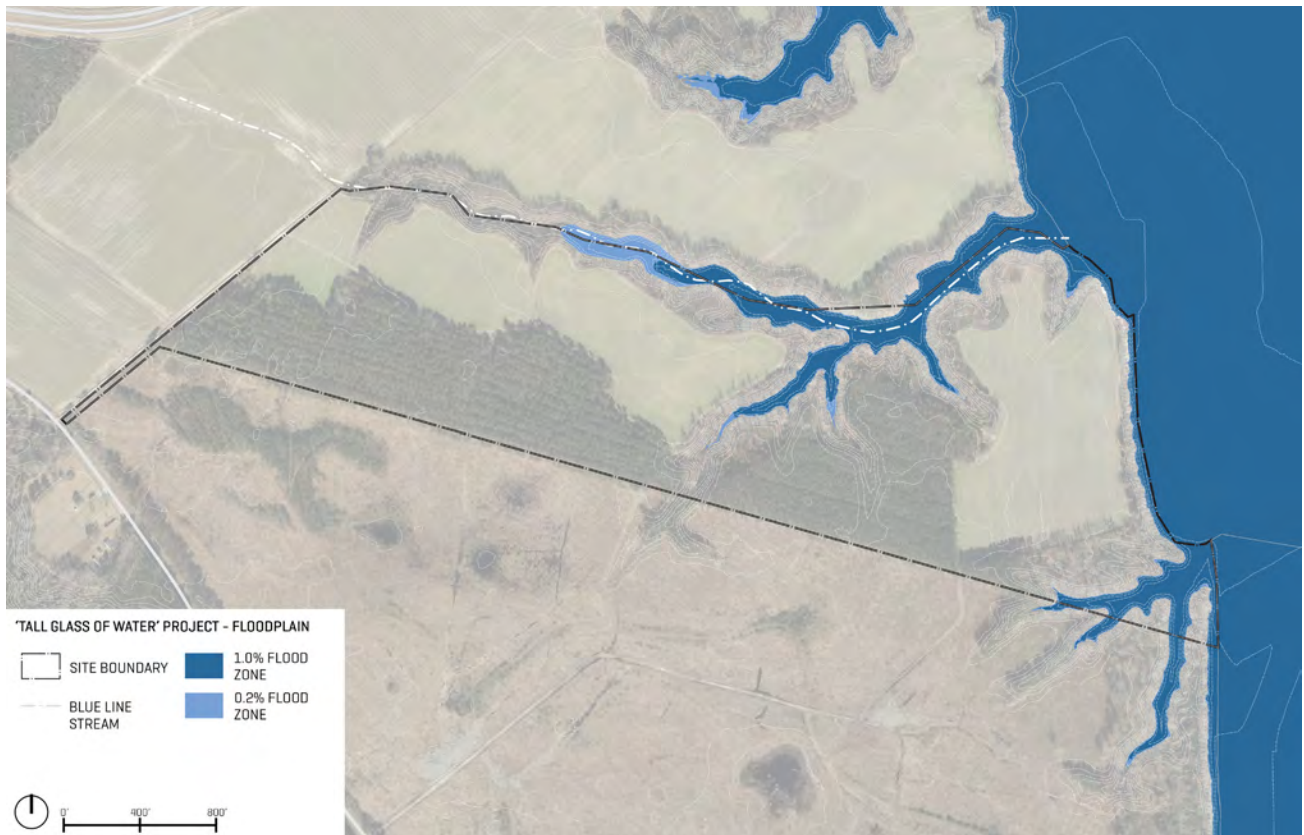 'TALL GLASS OF WATER' PROJECT - FLOODPLAIN
SITE BOUNDARY
1.0% FLOOD
ZONE
BLUE LINE
STREAM
0.2% FLOOD
ZONE
0'
400'
800'